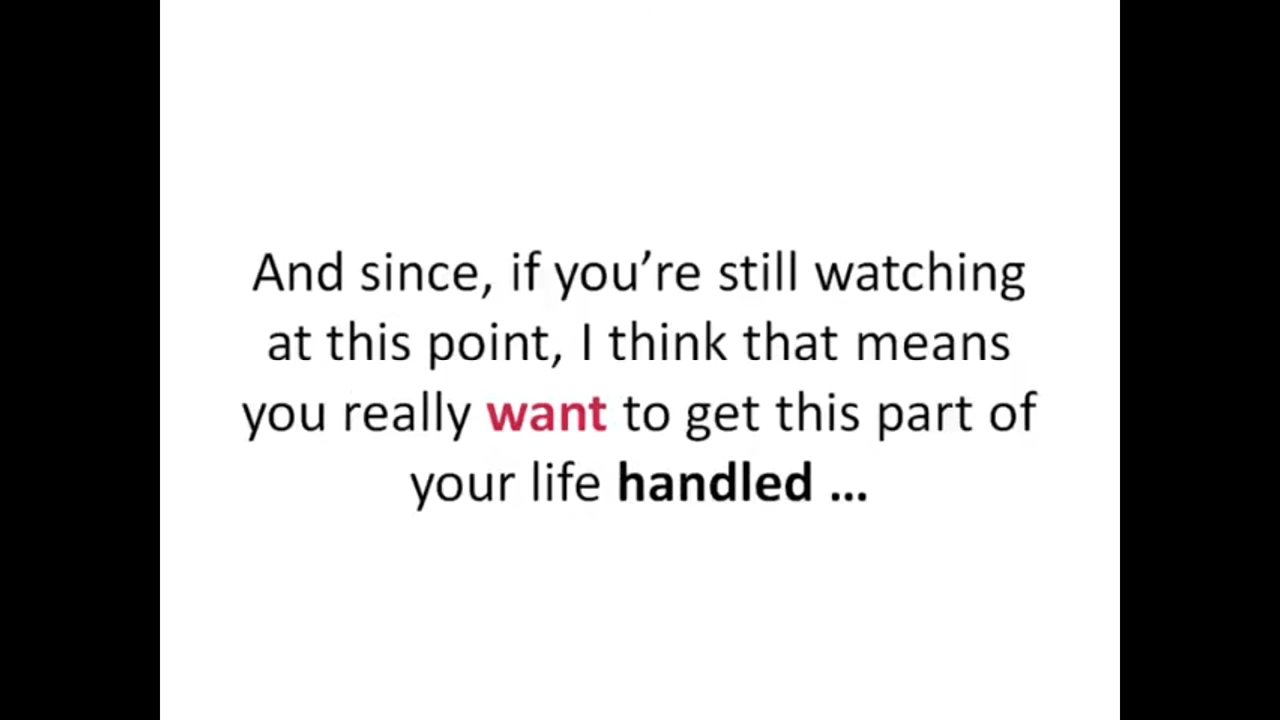 And since, if you’re still watching
at this point, I think that means
you really want to get this part of
your life handled ...